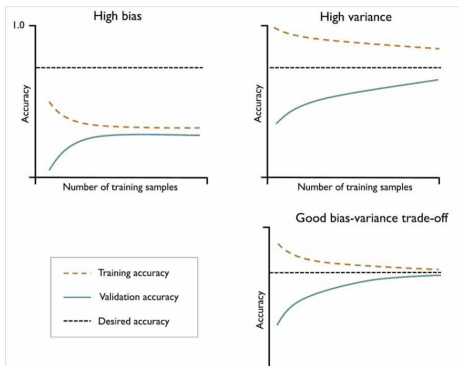 High bias
1.0
Accuracy
Number of training samples
High variance
Accuracy
Number of training samples
Training accuracy
Validation accuracy
Desired accuracy
Good bias-variance trade-off
Accuracy